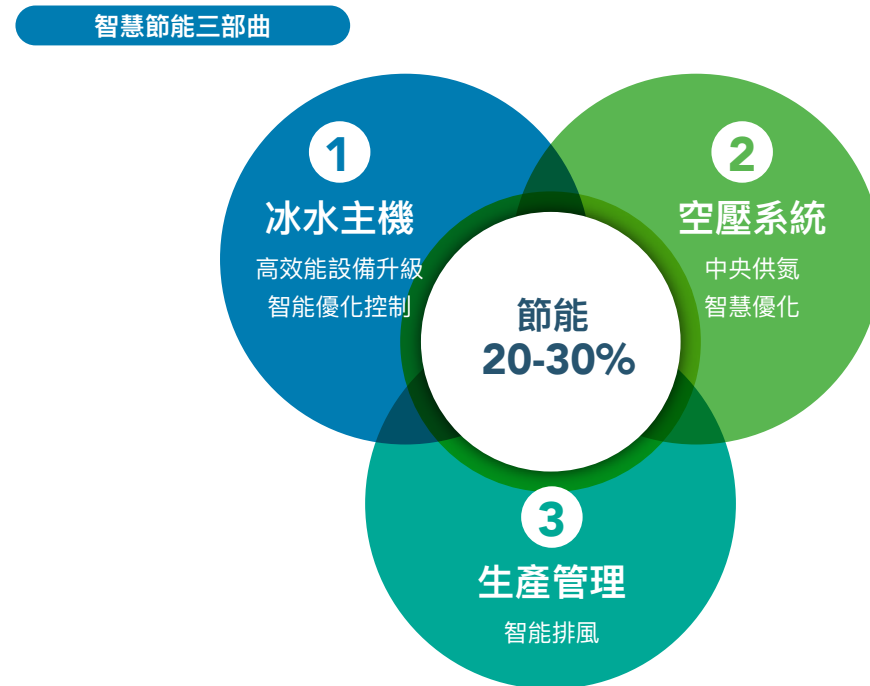 智慧節能三部曲
1
冰水主機
高效能設備升級
智能優化控制
2
空壓系統
中央供氮
智慧優化
節能
20-30%
3
生產管理
智能排風